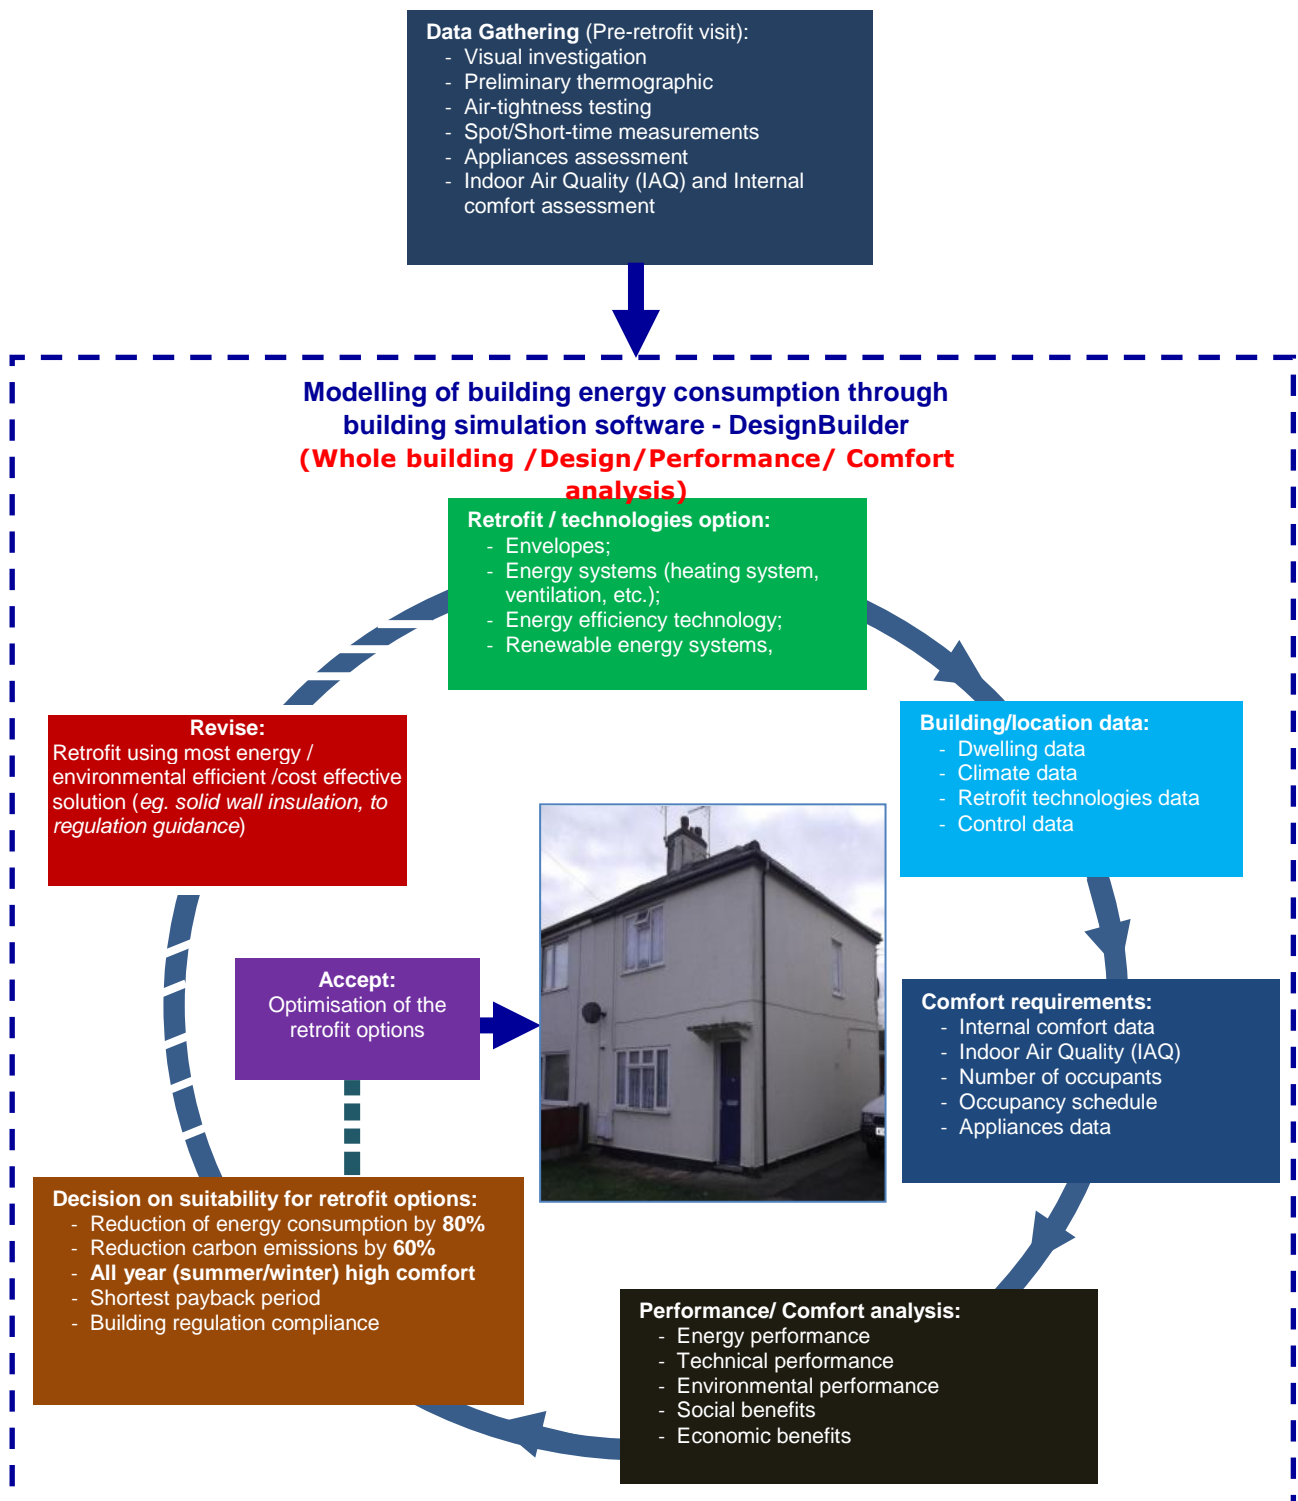 Data Gathering (Pre-retrofit visit):
- Visual investigation
- Preliminary thermographic
- Air-tightness testing
- Spot/Short-time measurements
- Appliances assessment
- Indoor Air Quality (IAQ) and Internal
comfort assessment
Modelling of building energy consumption through
building simulation software - DesignBuilder
(Whole building /Design/Performance/ Comfort
analysis)
Retrofit / technologies option:
- Envelopes;
- Energy systems (heating system,
ventilation, etc.);
- Energy efficiency technology;
- Renewable energy systems,
Building/location data:
- Dwelling data
- Climate data
- Retrofit technologies data
- Control data
Comfort requirements:
- Internal comfort data
- Indoor Air Quality (IAQ)
- Number of occupants
- Occupancy schedule
- Appliances data
Performance/ Comfort analysis:
- Energy performance
- Technical performance
- Environmental performance
- Social benefits
- Economic benefits
Decision on suitability for retrofit options:
- Reduction of energy consumption by 80%
- Reduction carbon emissions by 60%
- All year (summer/winter) high comfort
- Shortest payback period
- Building regulation compliance
Accept:
Optimisation of the
retrofit options
Revise:
Retrofit using most energy /
environmental efficient /cost effective
solution (eg. solid wall insulation, to
regulation guidance)